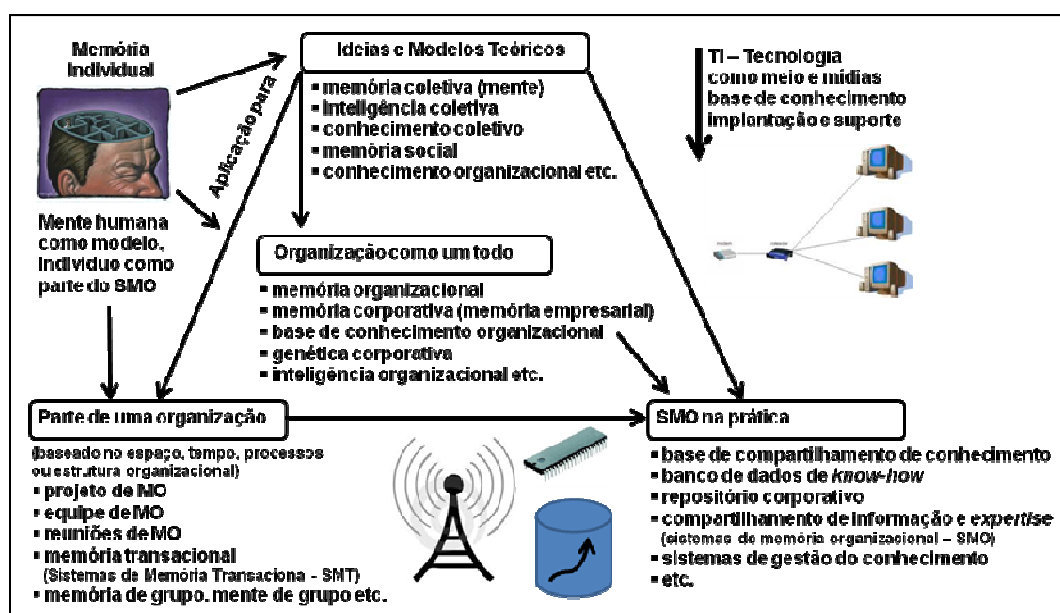 Memória
Individual
Ideias e Modelos Teóricos
▪ memória coletiva (mente)
▪ inteligência coletiva
▪ conhecimento coletivo
▪ memória social
▪ conhecimento organizacional etc.
TI – Tecnologia
como meio e mídias
base de conhecimento
implantação e suporte
Aplicação para
Mente humana
como modelo,
indivíduo como
parte do SMO
Organização como um todo
▪ memória organizacional
▪ memória corporativa (memória empresarial)
▪ base de conhecimento organizacional
▪ genética corporativa
▪ inteligência organizacional etc.
Parte de uma organização
(baseado no espaço, tempo, processos
ou estrutura organizacional)
▪ projeto de MO
▪ equipe de MO
▪ reuniões de MO
▪ memória transacional
(Sistemas de Memória Transaciona - SMT)
▪ memória de grupo, mente de grupo etc.
SMO na prática
▪ base de compartilhamento de conhecimento
▪ banco de dados de know-how
▪ repositório corporativo
▪ compartilhamento de informação e expertise
(sistemas de memória organizacional – SMO)
▪ sistemas de gestão do conhecimento
▪ etc.